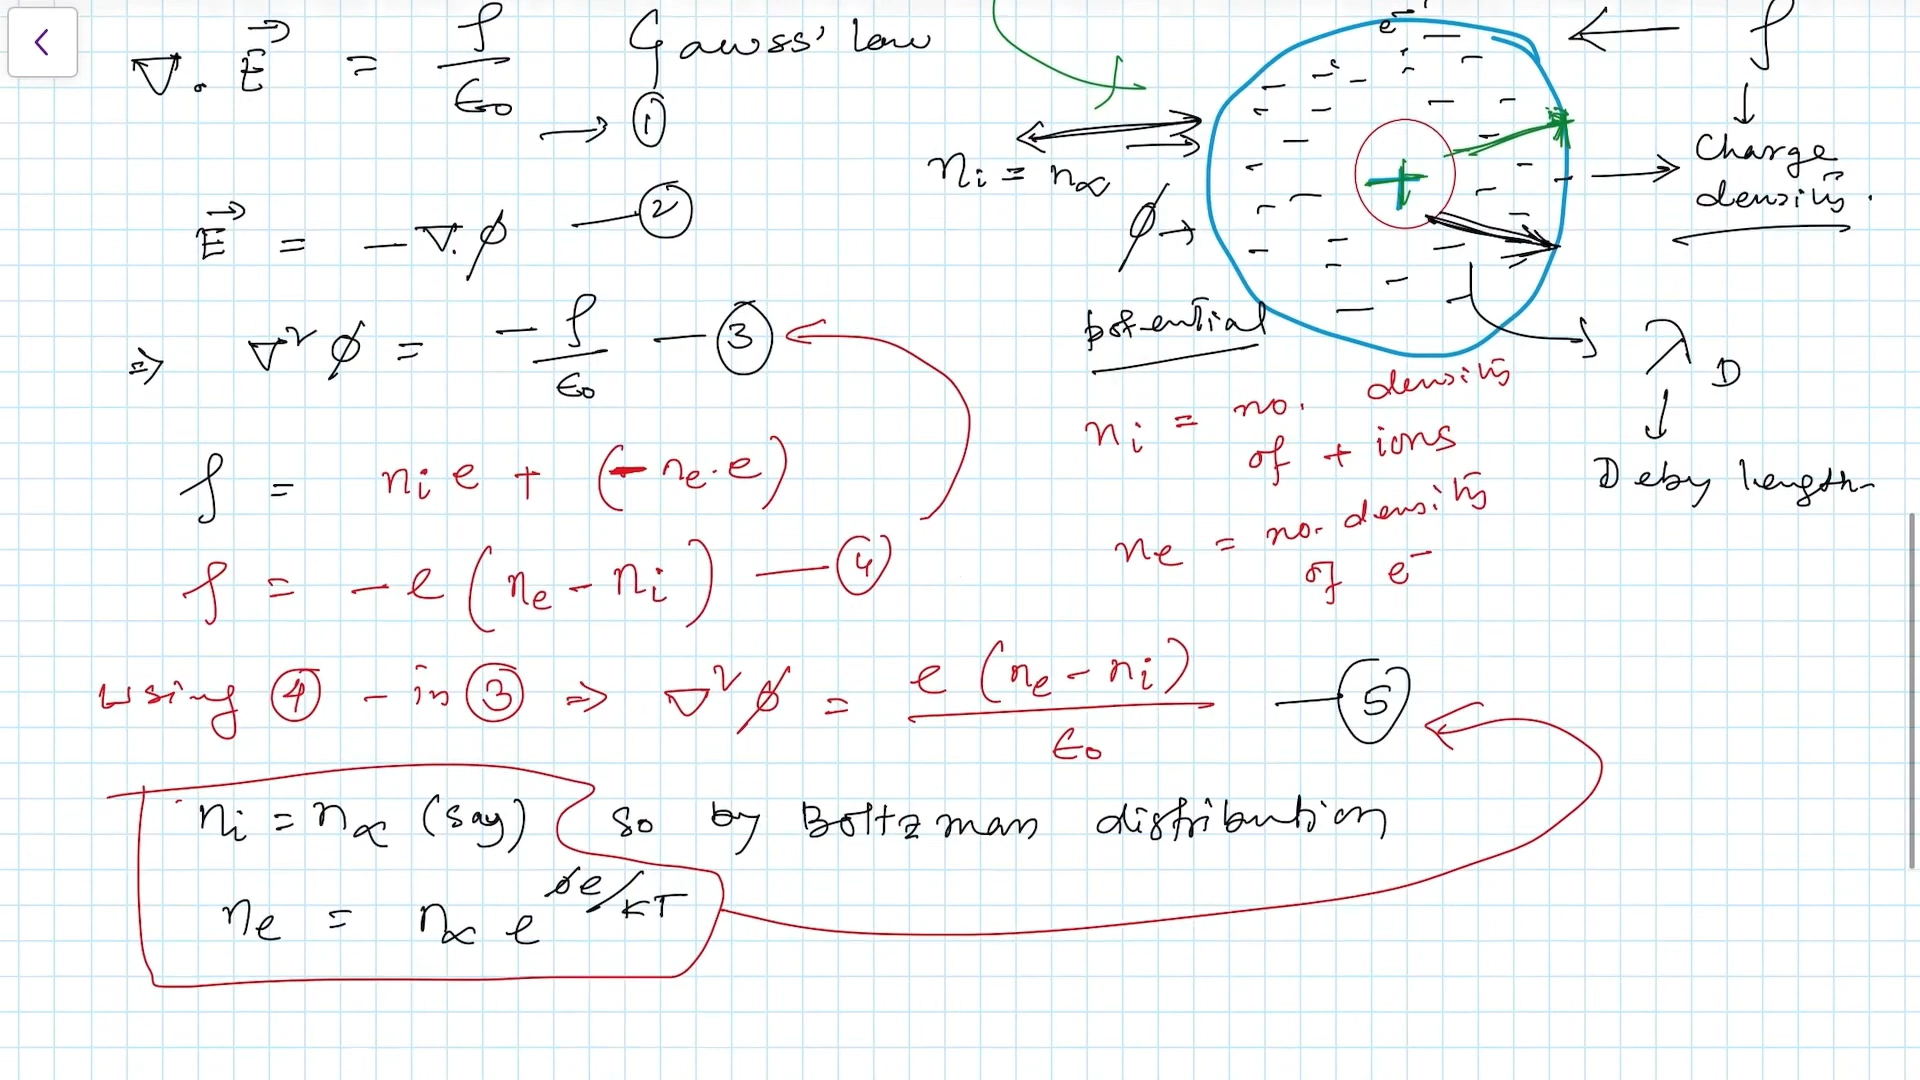 ∇. E⃗ = ρ/ϵ₀ Gauss' law
→ ①
E⃗ = −∇.ϕ — ②
⇒ ∇²ϕ = −ρ/ϵ₀ — ③
ρ = nᵢ e + (− nₑ.e)
ρ = −e (nₑ − nᵢ) — ④
using ④ - in ③ ⇒ ∇²ϕ = e (nₑ − nᵢ)/ϵ₀ — ⑤
nᵢ = n∝ (say) so by Boltzman distribution
nₑ = n∝ e^ϕe/KT
nᵢ = n∝
ϕ →
potential
e⁻
+
← ρ
↓
Charge
density.
λ D
↓
Deby length
nᵢ = no. density
of + ions
nₑ = no. density
of e⁻